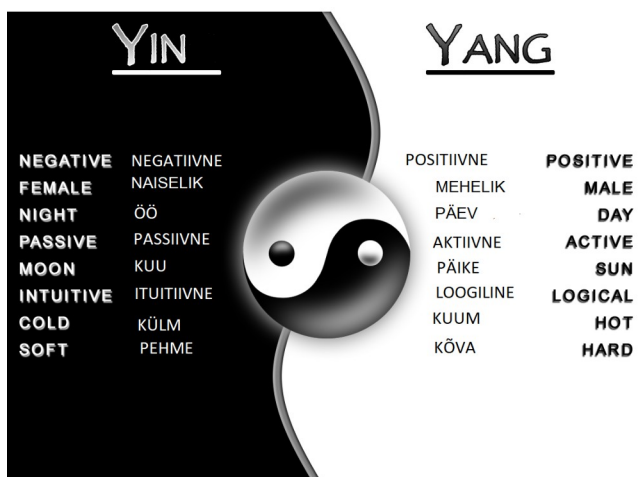 YIN YANG
NEGATIVE NEGATIIVNE POSITIIVNE POSITIVE
FEMALE NAISELIK MEHELIK MALE
NIGHT ÖÖ PÄEV DAY
PASSIVE PASSIIVNE AKTIIVNE ACTIVE
MOON KUU PÄIKE SUN
INTUITIVE ITUITIIVNE LOOGILINE LOGICAL
COLD KÜLM KUUM HOT
SOFT PEHME KÕVA HARD